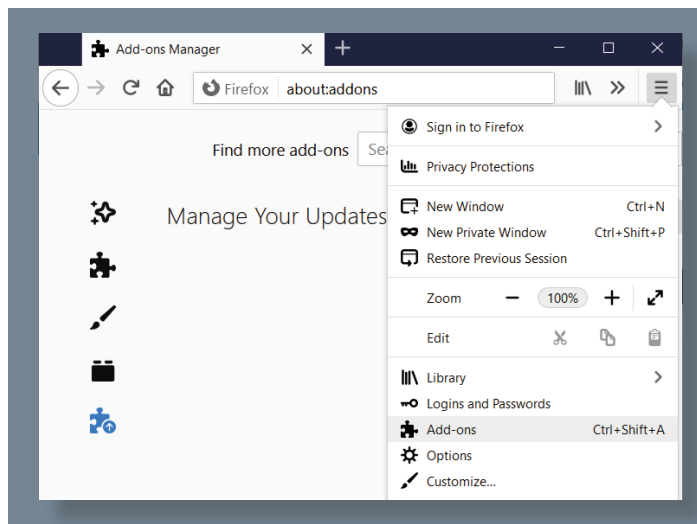 Add-ons Manager
Firefox about:addons
Find more add-ons Sea
Manage Your Updates
Sign in to Firefox
Privacy Protections
New Window Ctrl+N
New Private Window Ctrl+Shift+P
Restore Previous Session
Zoom 100%
Edit
Library
Logins and Passwords
Add-ons Ctrl+Shift+A
Options
Customize...